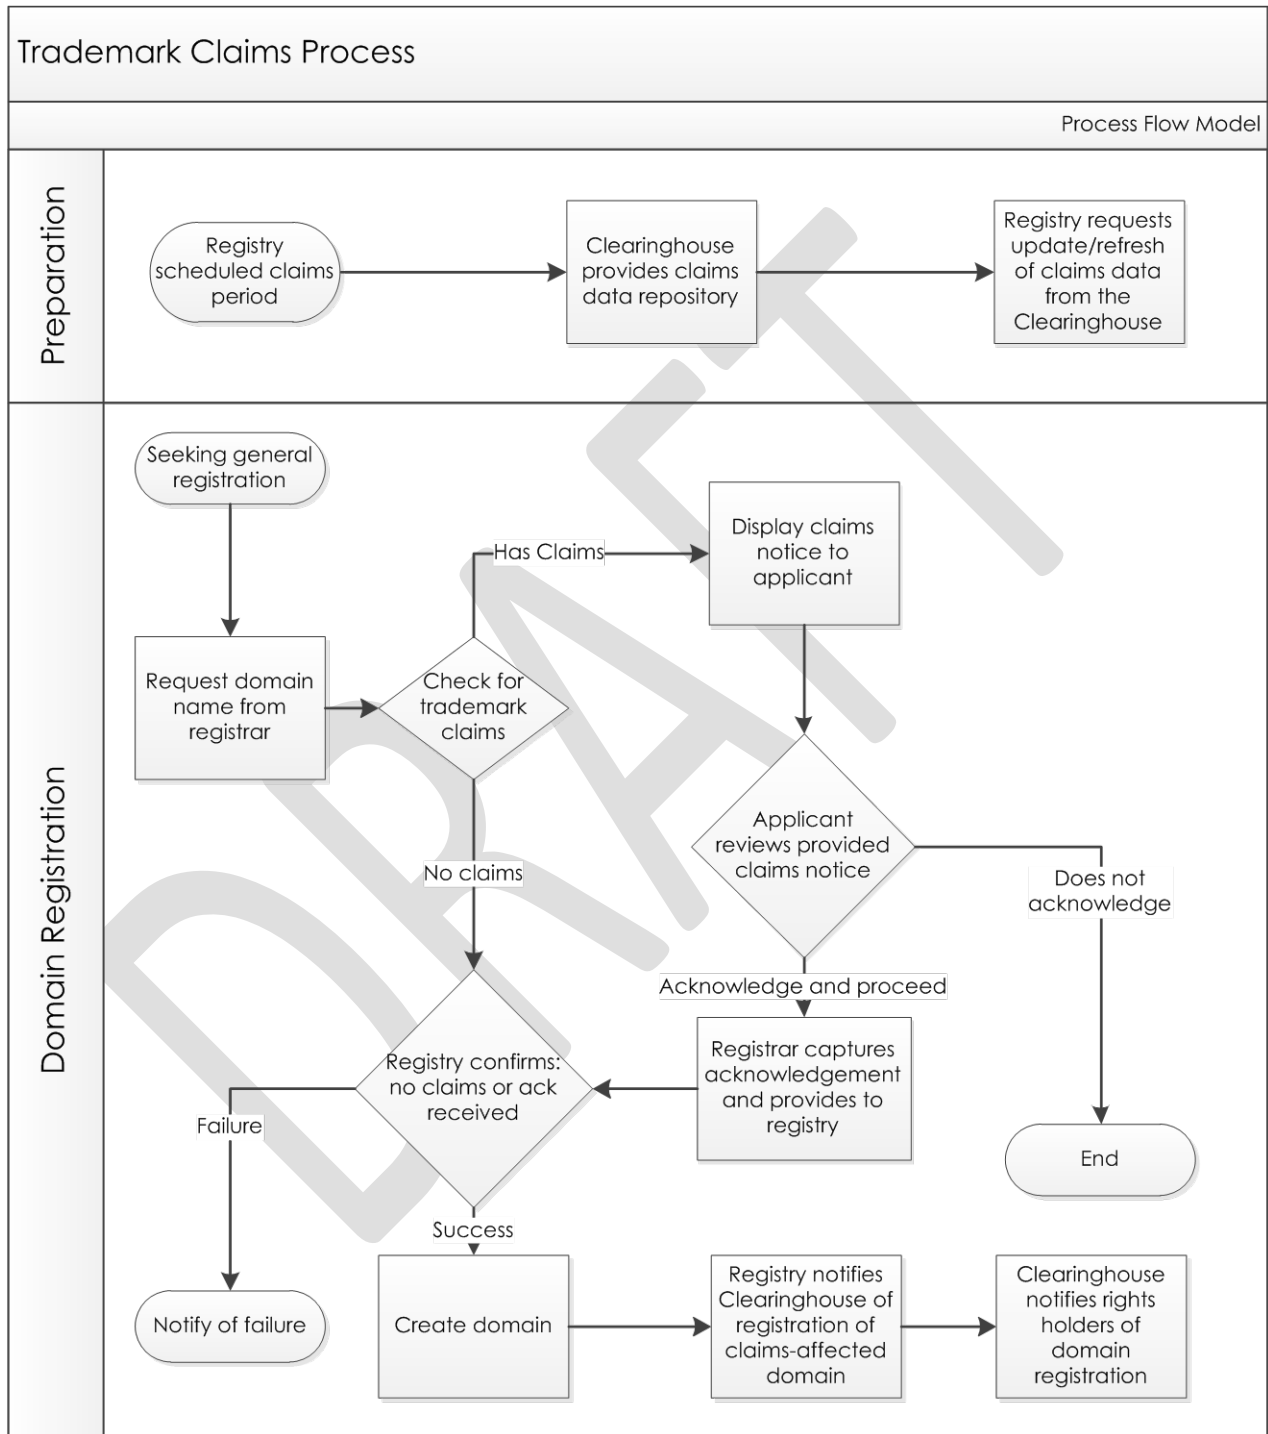 Trademark Claims Process
Process Flow Model
Preparation
Registry
scheduled claims
period
Clearinghouse
provides claims
data repository
Registry requests
update/refresh
of claims data
from the
Clearinghouse
Domain Registration
Seeking general
registration
Request domain
name from
registrar
Check for
trademark
claims
Has Claims
Display claims
notice to
applicant
No claims
Applicant
reviews provided
claims notice
Does not
acknowledge
Acknowledge and proceed
Registrar captures
acknowledgement
and provides to
registry
Registry confirms:
no claims or ack
received
Failure
Success
End
Notify of failure
Create domain
Registry notifies
Clearinghouse of
registration of
claims-affected
domain
Clearinghouse
notifies rights
holders of
domain
registration
DRAFT